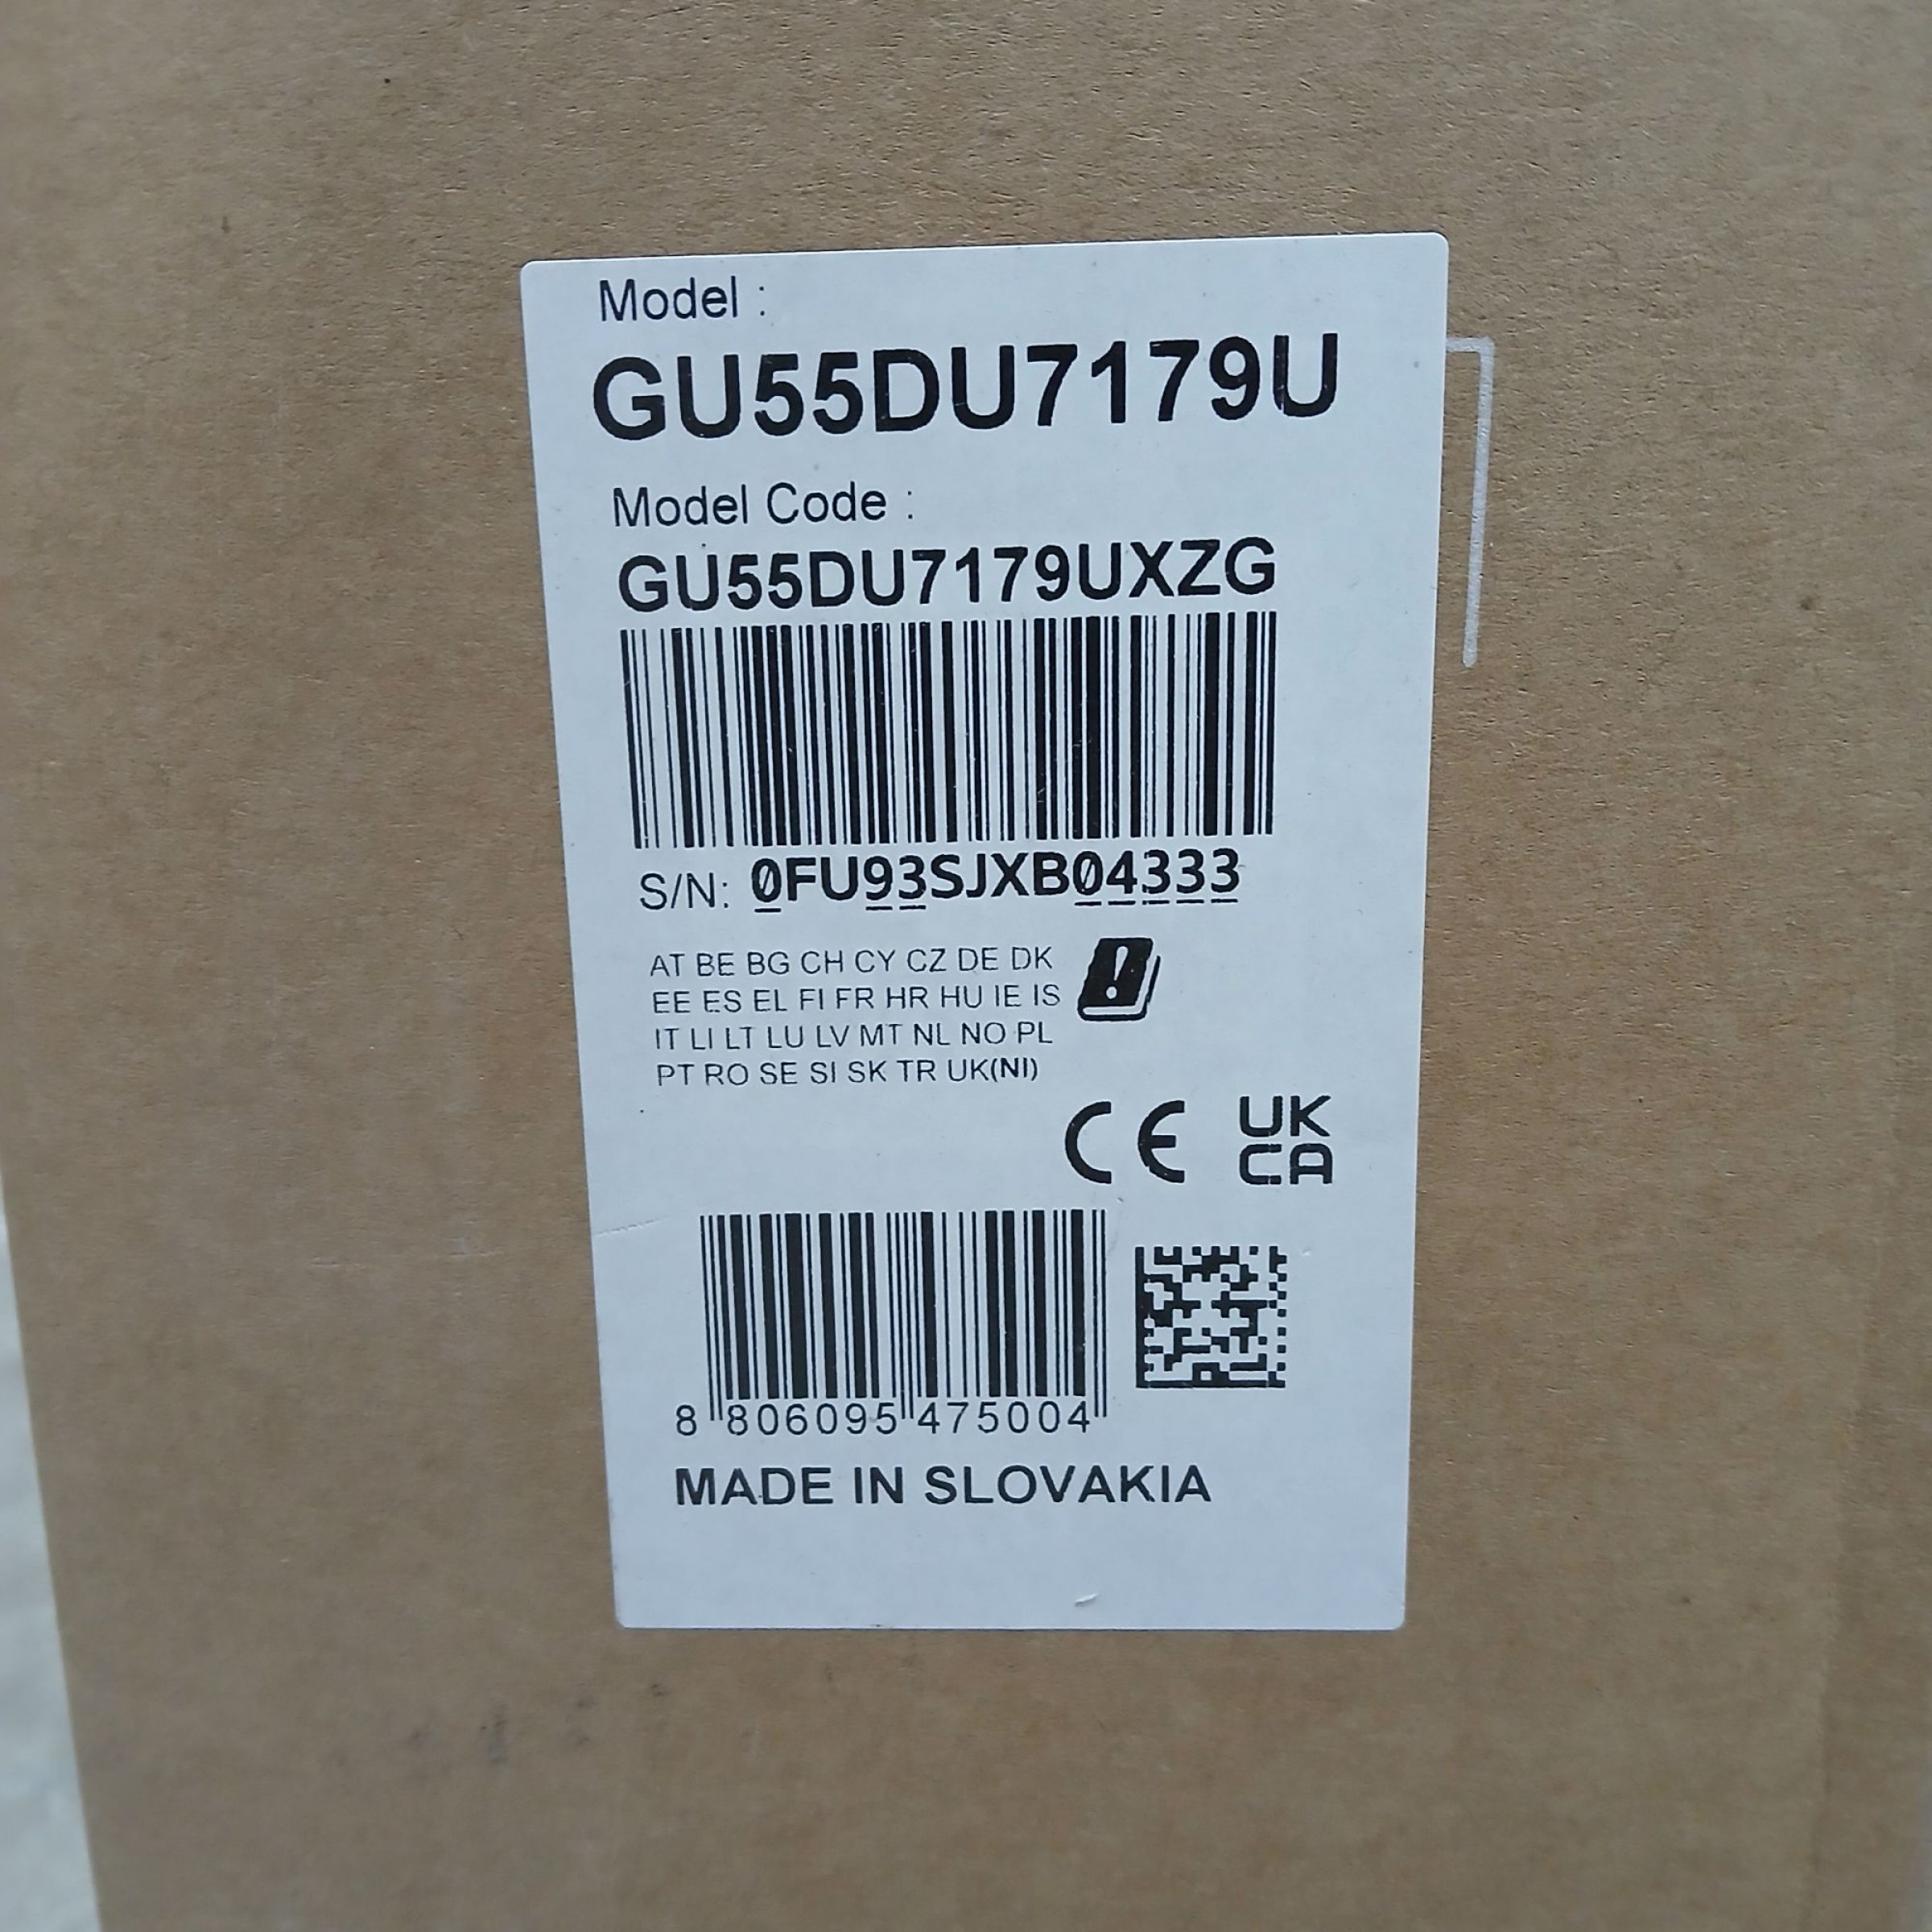 Model :
GU55DU7179U
Model Code :
GU55DU7179UXZG
S/N: 0FU93SJXB04333
AT BE BG CH CY CZ DE DK
EE ES EL FI FR HR HU IE IS
IT LI LT LU LV MT NL NO PL
PT RO SE SI SK TR UK(NI)
CE UK
CA
8 806095 475004
MADE IN SLOVAKIA